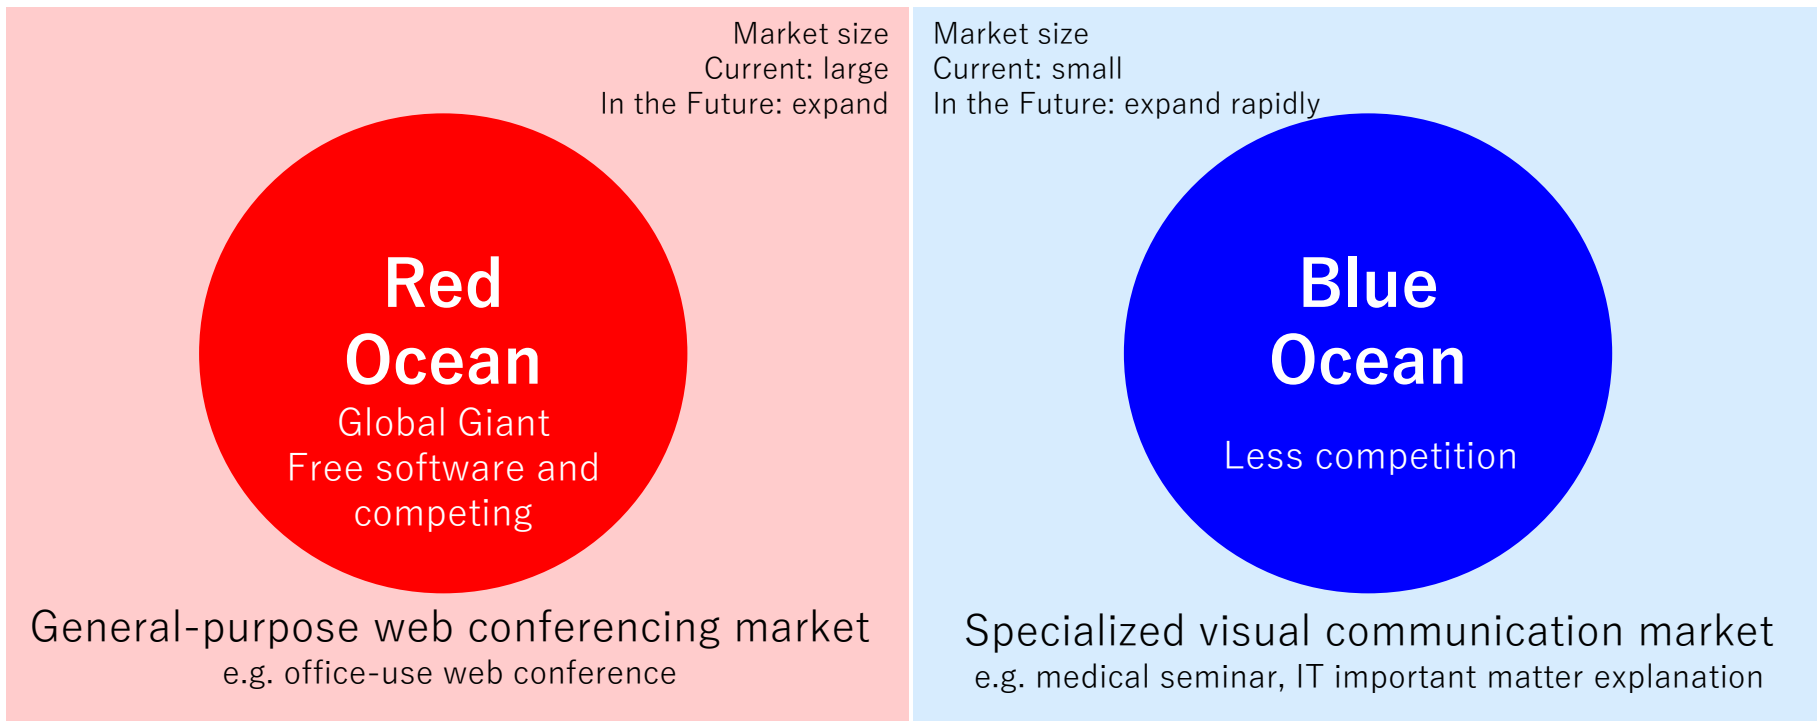 Market size
Current: large
In the Future: expand
Red
Ocean
Global Giant
Free software and
competing
General-purpose web conferencing market
e.g. office-use web conference
Market size
Current: small
In the Future: expand rapidly
Blue
Ocean
Less competition
Specialized visual communication market
e.g. medical seminar, IT important matter explanation